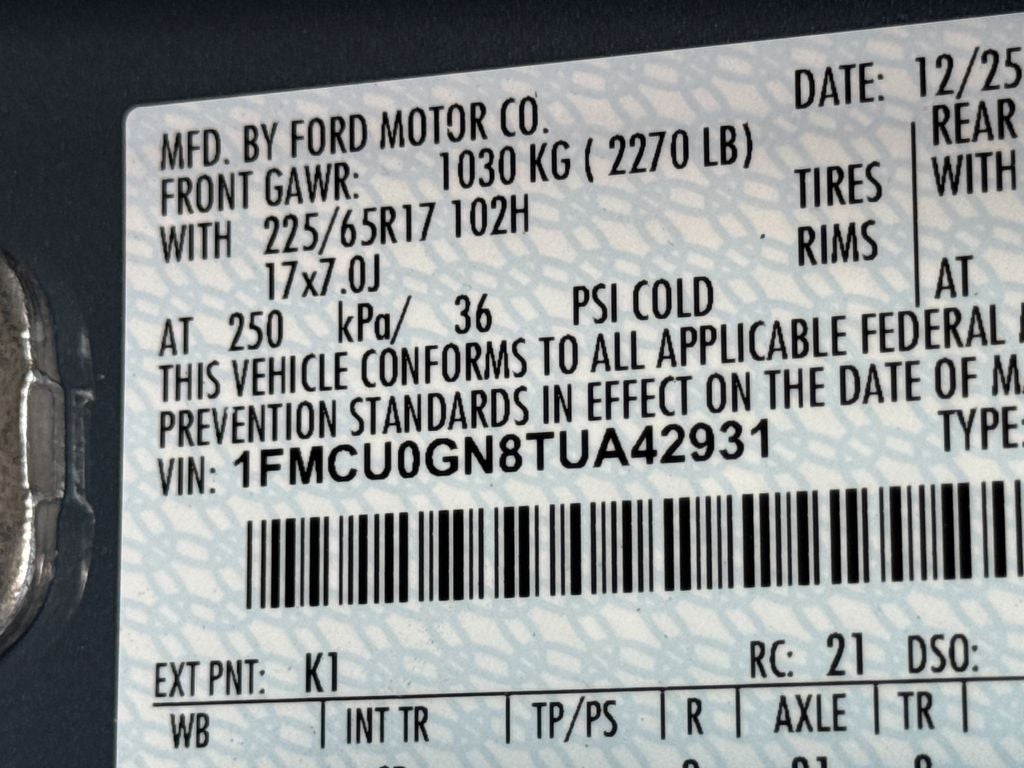 DATE: 12/25
MFD. BY FORD MOTOR CO.
FRONT GAWR: 1030 KG ( 2270 LB)
REAR
WITH 225/65R17 102H TIRES
WITH
17x7.0J RIMS
AT 250 kPa/ 36 PSI COLD
AT
THIS VEHICLE CONFORMS TO ALL APPLICABLE FEDERAL
PREVENTION STANDARDS IN EFFECT ON THE DATE OF
VIN: 1FMCU0GN8TUA42931 TYPE:
EXT PNT: K1 RC: 21 DSO:
WB INT TR TP/PS R AXLE TR